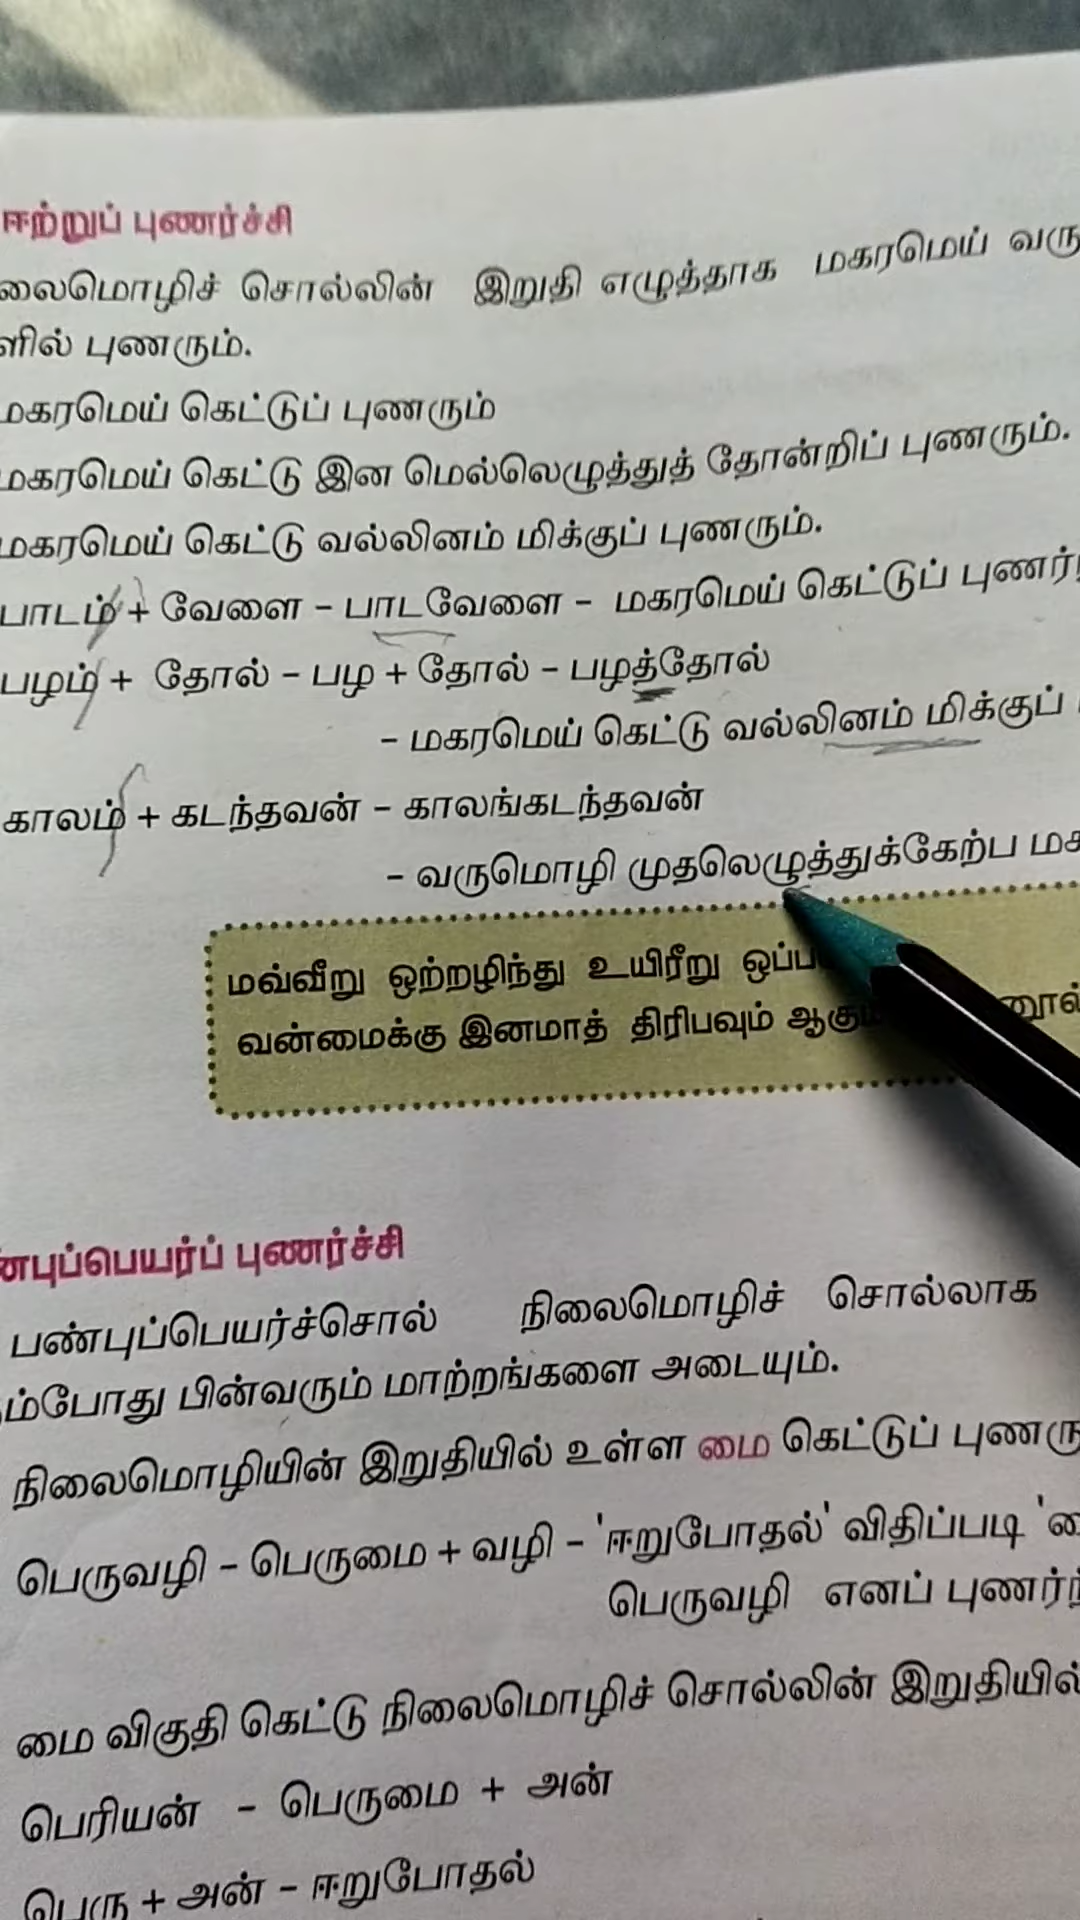 ஈற்றுப் புணர்ச்சி
லைமொழிச் சொல்லின் இறுதி எழுத்தாக மகரமெய் வரு
ளில் புணரும்.
மகரமெய் கெட்டுப் புணரும்
மகரமெய் கெட்டு இன மெல்லெழுத்துத் தோன்றிப் புணரும்.
மகரமெய் கெட்டு வல்லினம் மிக்குப் புணரும்.
பாடம் + வேளை – பாடவேளை – மகரமெய் கெட்டுப் புணர்ந
பழம் + தோல் – பழ + தோல் – பழத்தோல்
– மகரமெய் கெட்டு வல்லினம் மிக்குப்
காலம் + கடந்தவன் – காலங்கடந்தவன்
– வருமொழி முதலெழுத்துக்கேற்ப மக
மவ்வீறு ஒற்றழிந்து உயிரீறு ஒப்ப
வன்மைக்கு இனமாத் திரிபவும் ஆகு னூல்
ண்புப்பெயர்ப் புணர்ச்சி
பண்புப்பெயர்ச்சொல் நிலைமொழிச் சொல்லாக
ும்போது பின்வரும் மாற்றங்களை அடையும்.
நிலைமொழியின் இறுதியில் உள்ள மை கெட்டுப் புணரு
பெருவழி – பெருமை + வழி – 'ஈறுபோதல்' விதிப்படி 'மை
பெருவழி எனப் புணர்ந
மை விகுதி கெட்டு நிலைமொழிச் சொல்லின் இறுதியில்
பெரியன் – பெருமை + அன்
பெரு + அன் – ஈறுபோதல்